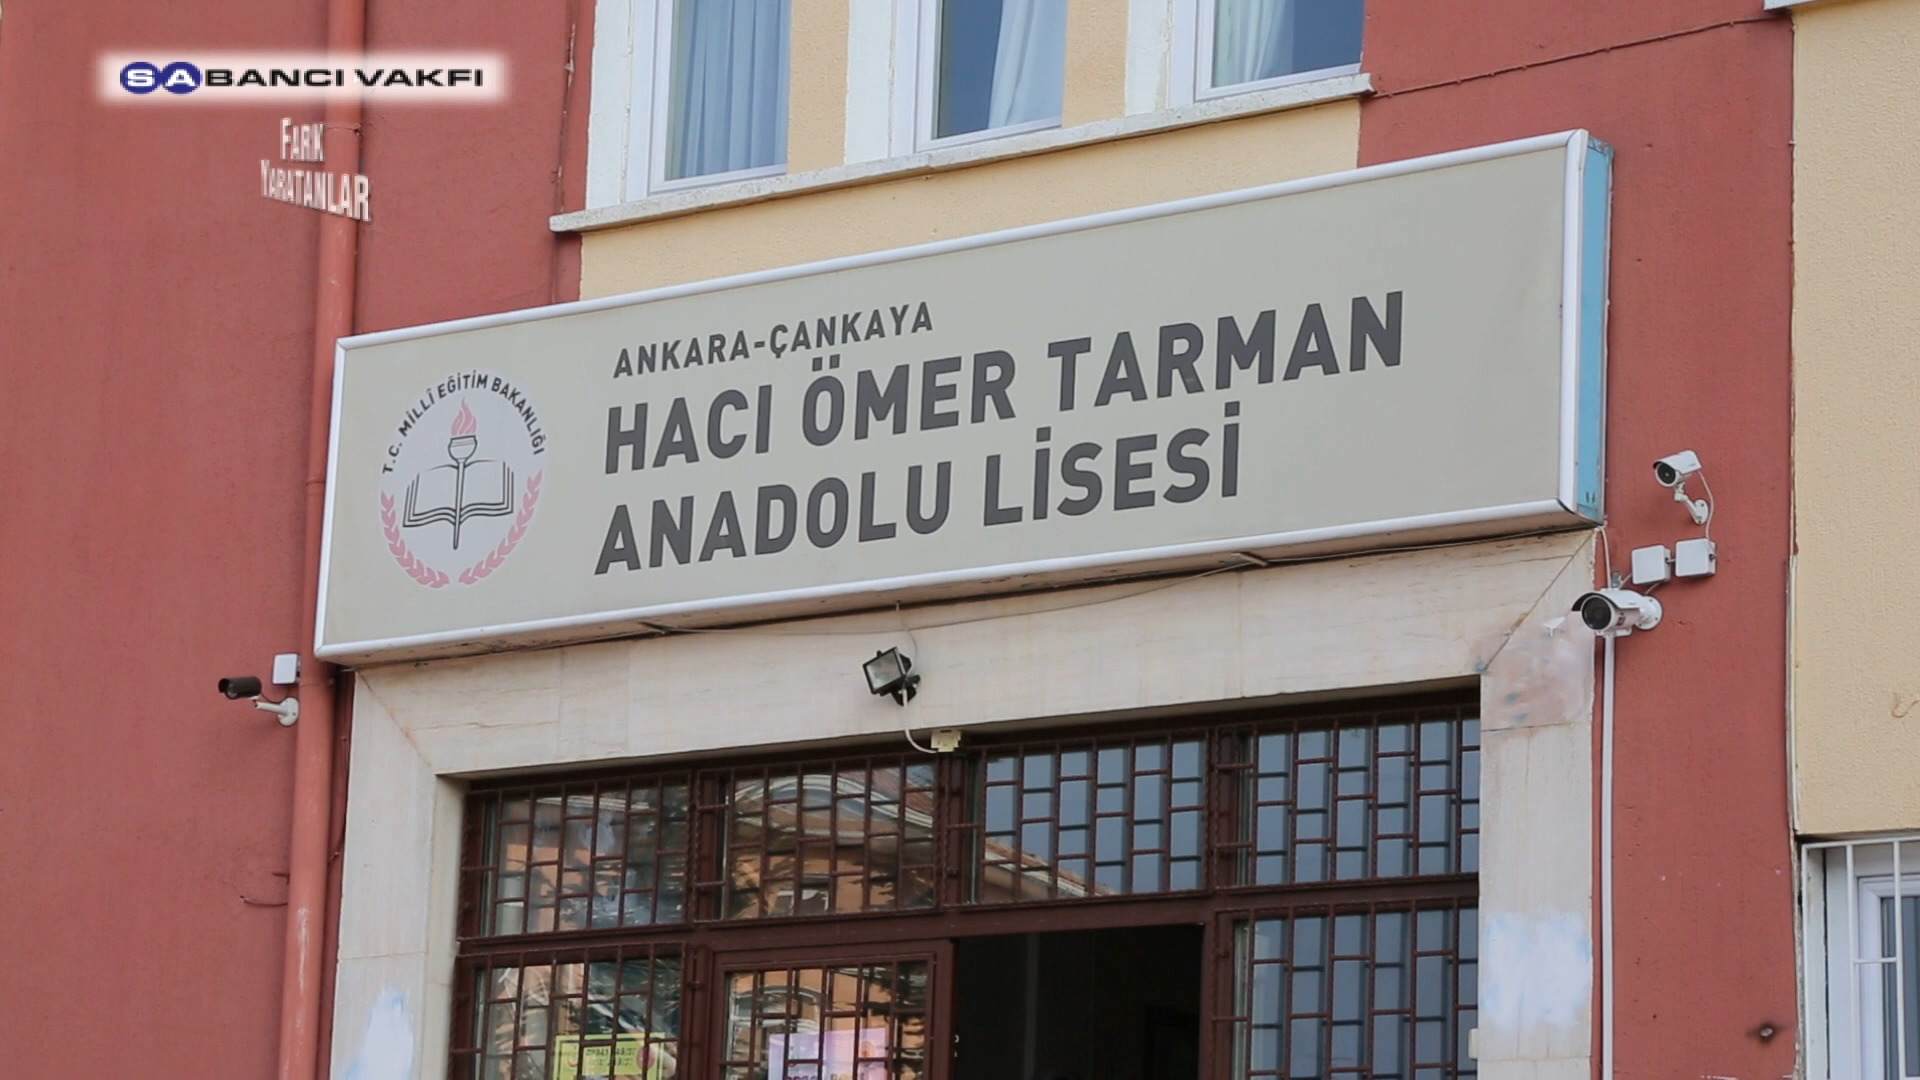 SABANCI VAKFI
FARK
YARATANLAR
ANKARA-ÇANKAYA
HACI ÖMER TARMAN
ANADOLU LİSESİ
T.C. MİLLÎ EĞİTİM BAKANLIĞI